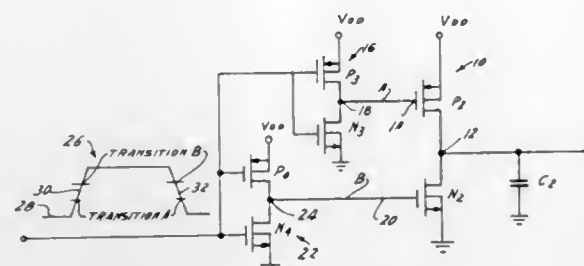 VDD
VDD
16
10
P3
P2
A
18
14
26
VDD
N3
12
TRANSITION B
30
32
P4
B
C2
28
TRANSITION A
24
20
N2
N4
22